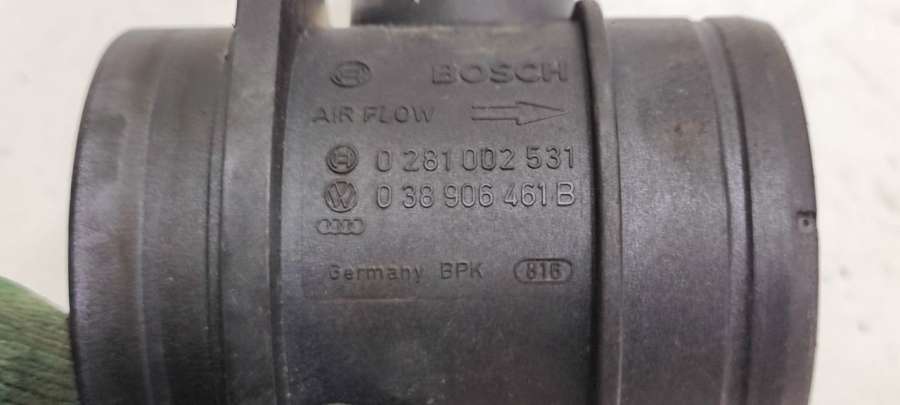 BOSCH
AIR FLOW
0 281 002 531
038 906 461 B
Germany BPK 816